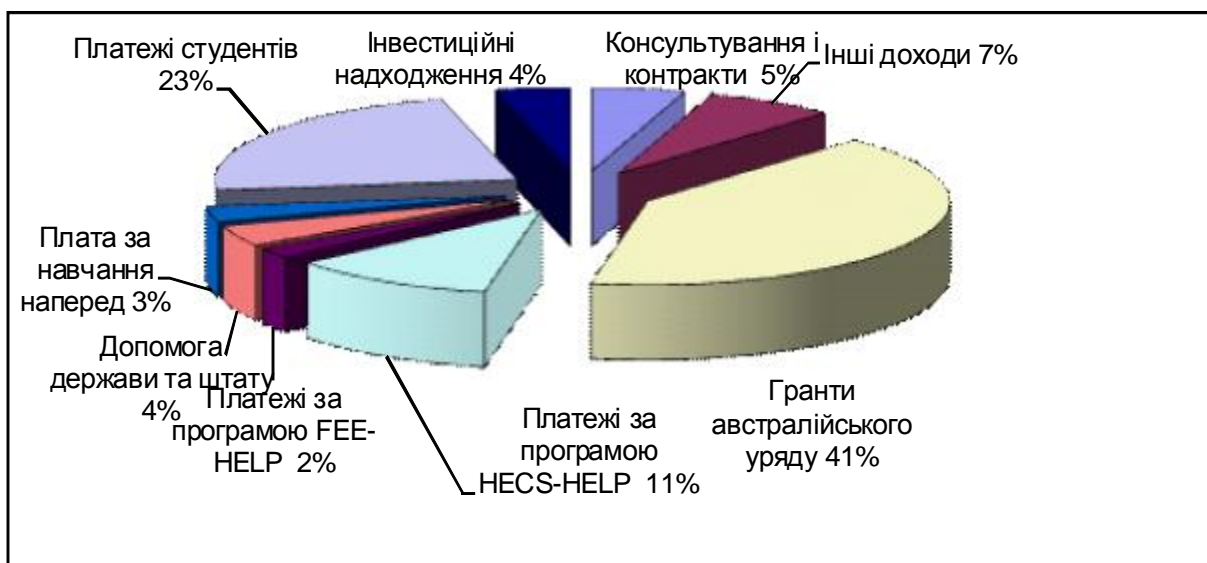 Платежі студентів
23%
Інвестиційні
надходження 4%
Консультування і
контракти 5%
Інші доходи 7%
Плата за
навчання
наперед 3%
Допомога
держави та штату
4%
Платежі за
програмою FEE-
HELP 2%
Платежі за
програмою
HECS-HELP 11%
Гранти
австралійського
уряду 41%